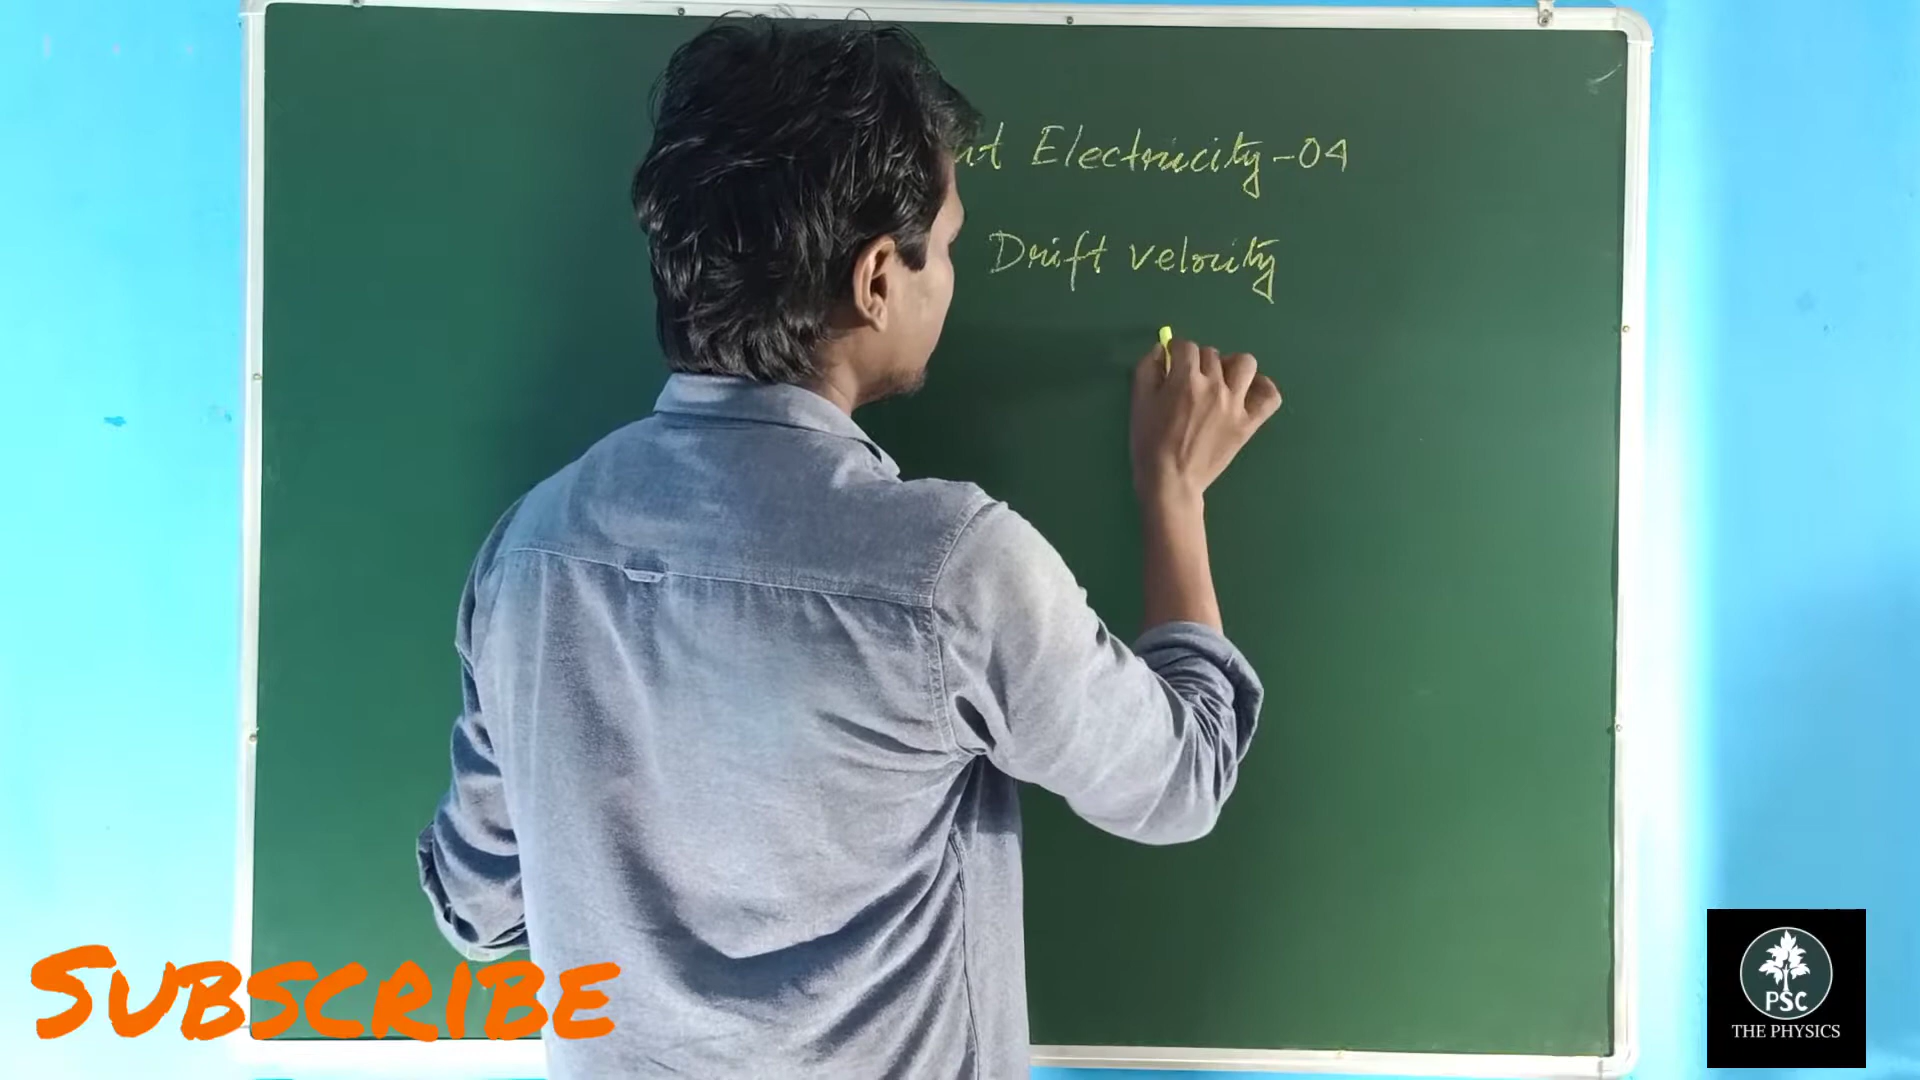 Electricity-04
Drift velocity
SUBSCRIBE
PSC
THE PHYSICS